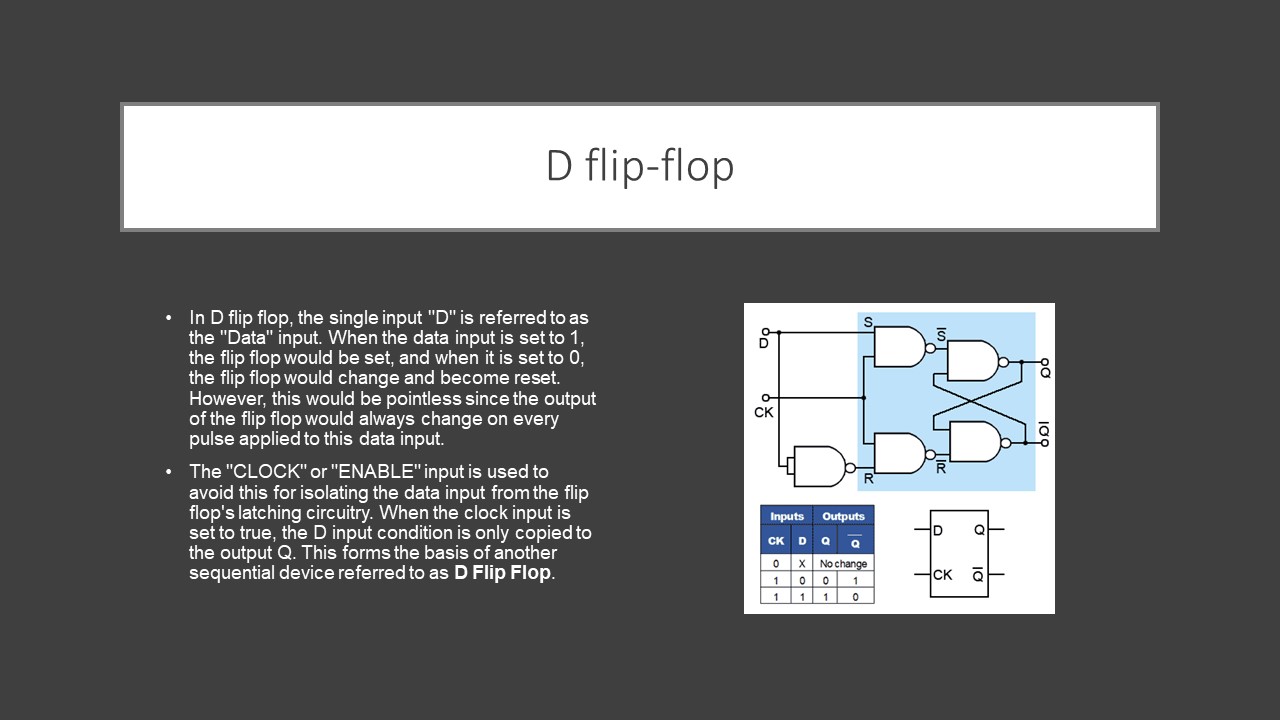 D flip-flop
• In D flip flop, the single input "D" is referred to as
the "Data" input. When the data input is set to 1,
the flip flop would be set, and when it is set to 0,
the flip flop would change and become reset.
However, this would be pointless since the output
of the flip flop would always change on every
pulse applied to this data input.
• The "CLOCK" or "ENABLE" input is used to
avoid this for isolating the data input from the flip
flop's latching circuitry. When the clock input is
set to true, the D input condition is only copied to
the output Q. This forms the basis of another
sequential device referred to as D Flip Flop.
S
D
S̅
Q
CK
Q̅
R
R̅
Inputs Outputs
CK D Q Q̅
0 X No change
1 0 0 1
1 1 1 0
D Q
CK Q̅